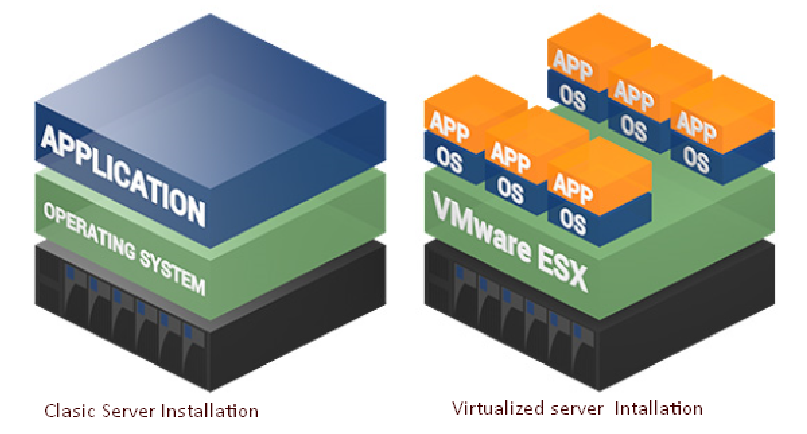 APPLICATION
OPERATING SYSTEM
APP
OS
APP
OS
APP
OS
APP
OS
APP
OS
APP
OS
VMware ESX
Clasic Server Installation
Virtualized server Intallation